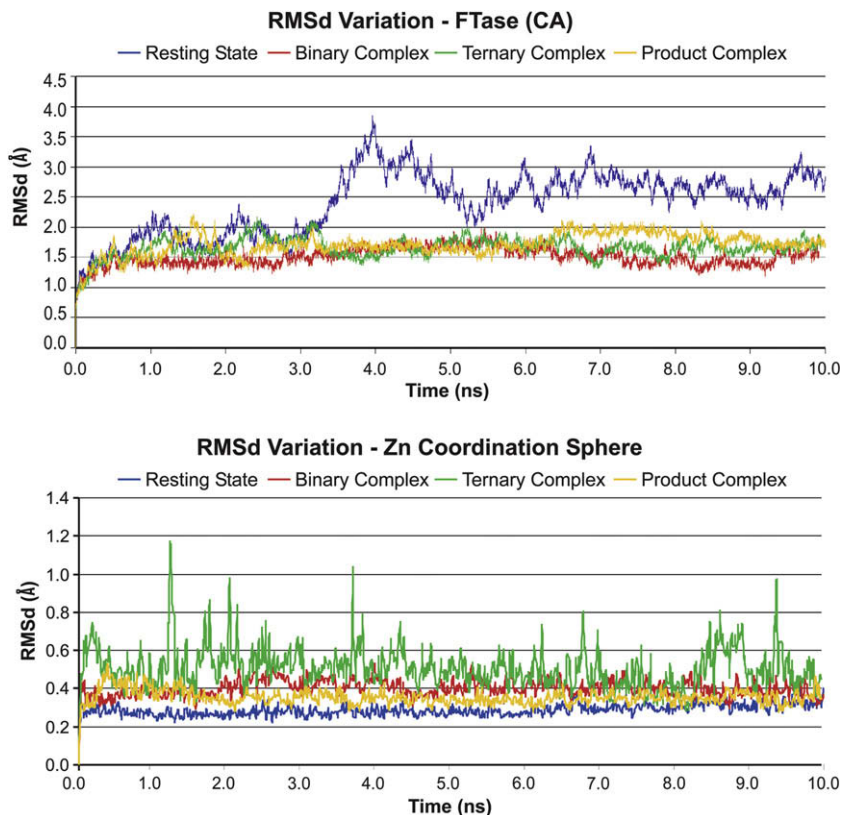 RMSd Variation - FTase (CA)
Resting State Binary Complex Ternary Complex Product Complex
4.5
4.0
3.5
3.0
2.5
2.0
1.5
1.0
0.5
0.0
RMSd (Å)
0.0 1.0 2.0 3.0 4.0 5.0 6.0 7.0 8.0 9.0 10.0
Time (ns)
RMSd Variation - Zn Coordination Sphere
Resting State Binary Complex Ternary Complex Product Complex
1.4
1.2
1.0
0.8
0.6
0.4
0.2
0.0
RMSd (Å)
0.0 1.0 2.0 3.0 4.0 5.0 6.0 7.0 8.0 9.0 10.0
Time (ns)